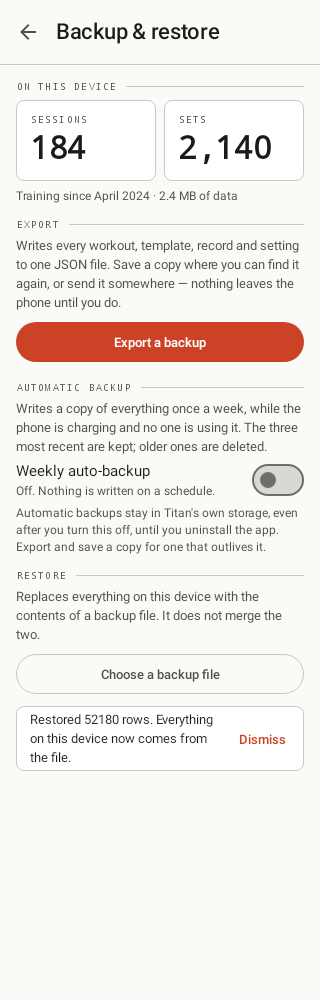 Backup & restore
ON THIS DEVICE
SESSIONS
184
SETS
2,140
Training since April 2024 · 2.4 MB of data
EXPORT
Writes every workout, template, record and setting
to one JSON file. Save a copy where you can find it
again, or send it somewhere — nothing leaves the
phone until you do.
Export a backup
AUTOMATIC BACKUP
Writes a copy of everything once a week, while the
phone is charging and no one is using it. The three
most recent are kept; older ones are deleted.
Weekly auto-backup
Off. Nothing is written on a schedule.
Automatic backups stay in Titan's own storage, even
after you turn this off, until you uninstall the app.
Export and save a copy for one that outlives it.
RESTORE
Replaces everything on this device with the
contents of a backup file. It does not merge the
two.
Choose a backup file
Restored 52180 rows. Everything
on this device now comes from
the file.
Dismiss